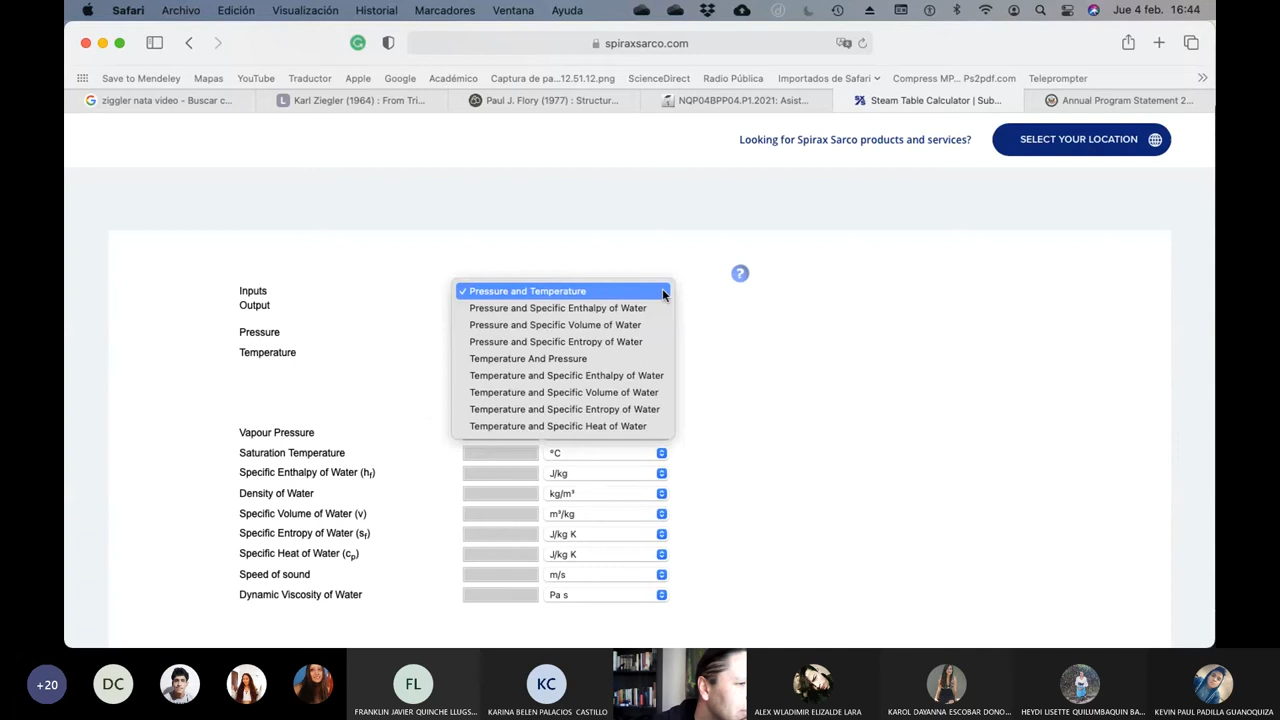 Safari Archivo Edición Visualización Historial Marcadores Ventana Ayuda Jue 4 feb. 16:44
spiraxsarco.com
Save to Mendeley Mapas YouTube Traductor Apple Google Académico Captura de pa...12.51.12.png ScienceDirect Radio Pública Importados de Safari Compress MP... Ps2pdf.com Teleprompter
ziggler nata video - Buscar c... Karl Ziegler (1964) : From Tri... Paul J. Flory (1977) : Structur... NQP04BPP04.P1.2021: Asist... Steam Table Calculator | Sub... Annual Program Statement 2...
Looking for Spirax Sarco products and services? SELECT YOUR LOCATION
?
Inputs ✓ Pressure and Temperature
Output Pressure and Specific Enthalpy of Water
Pressure and Specific Volume of Water
Pressure Pressure and Specific Entropy of Water
Temperature Temperature And Pressure
Temperature and Specific Enthalpy of Water
Temperature and Specific Volume of Water
Temperature and Specific Entropy of Water
Temperature and Specific Heat of Water
Vapour Pressure
Saturation Temperature °C
Specific Enthalpy of Water (hf) J/kg
Density of Water kg/m³
Specific Volume of Water (v) m³/kg
Specific Entropy of Water (sf) J/kg K
Specific Heat of Water (cp) J/kg K
Speed of sound m/s
Dynamic Viscosity of Water Pa s
+20 DC FL KC
FRANKLIN JAVIER QUINCHE LLUGS... KARINA BELEN PALACIOS CASTILLO ALEX WLADIMIR ELIZALDE LARA KAROL DAYANNA ESCOBAR DONO... HEYDI LISETTE QUILUMBAQUIN BA... KEVIN PAUL PADILLA GUANOQUIZA